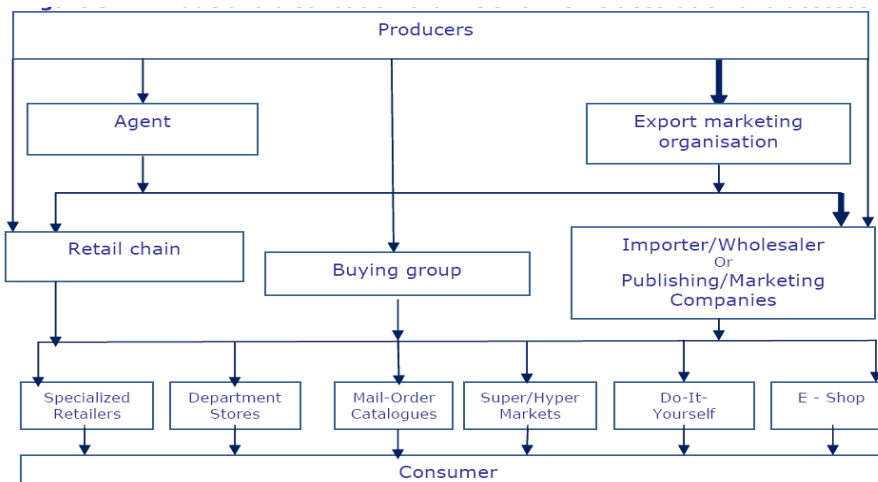 Producers
Agent
Export marketing
organisation
Retail chain
Buying group
Importer/Wholesaler
Or
Publishing/Marketing
Companies
Specialized
Retailers
Department
Stores
Mail-Order
Catalogues
Super/Hyper
Markets
Do-It-
Yourself
E - Shop
Consumer